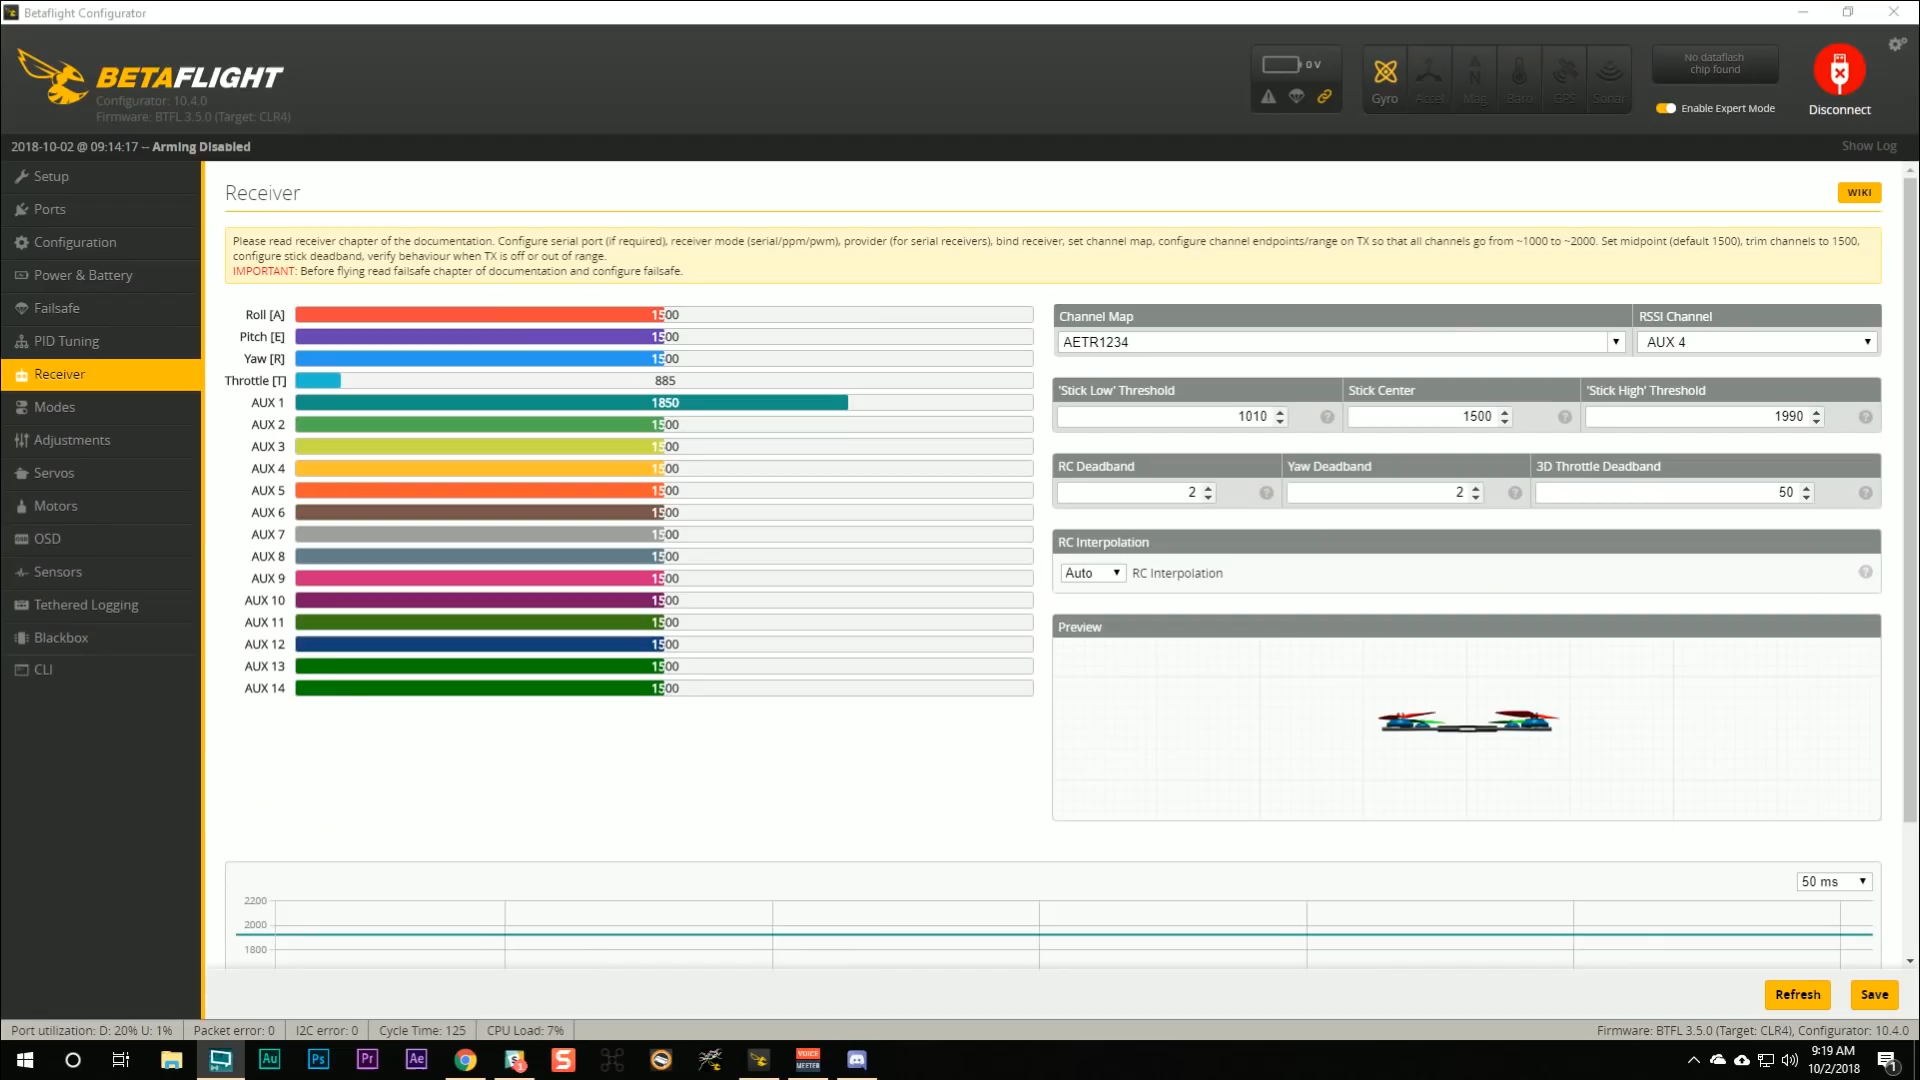 Betaflight Configurator
BETAFLIGHT
Configurator: 10.4.0
Firmware: BTFL 3.5.0 (Target: CLR4)
0 V
Gyro
Accel
Mag
Baro
GPS
Sonar
No dataflash
chip found
Enable Expert Mode
Disconnect
2018-10-02 @ 09:14:17 -- Arming Disabled
Show Log
Setup
Ports
Configuration
Power & Battery
Failsafe
PID Tuning
Receiver
Modes
Adjustments
Servos
Motors
OSD
Sensors
Tethered Logging
Blackbox
CLI
Receiver
WIKI
Please read receiver chapter of the documentation. Configure serial port (if required), receiver mode (serial/ppm/pwm), provider (for serial receivers), bind receiver, set channel map, configure channel endpoints/range on TX so that all channels go from ~1000 to ~2000. Set midpoint (default 1500), trim channels to 1500,
configure stick deadband, verify behaviour when TX is off or out of range.
IMPORTANT: Before flying read failsafe chapter of documentation and configure failsafe.
Roll [A] 1500
Pitch [E] 1500
Yaw [R] 1500
Throttle [T] 885
AUX 1 1850
AUX 2 1500
AUX 3 1500
AUX 4 1500
AUX 5 1500
AUX 6 1500
AUX 7 1500
AUX 8 1500
AUX 9 1500
AUX 10 1500
AUX 11 1500
AUX 12 1500
AUX 13 1500
AUX 14 1500
Channel Map RSSI Channel
AETR1234 AUX 4
'Stick Low' Threshold Stick Center 'Stick High' Threshold
1010 1500 1990
RC Deadband Yaw Deadband 3D Throttle Deadband
2 2 50
RC Interpolation
Auto RC Interpolation
Preview
50 ms
2200
2000
1800
Refresh Save
Port utilization: D: 20% U: 1% Packet error: 0 I2C error: 0 Cycle Time: 125 CPU Load: 7% Firmware: BTFL 3.5.0 (Target: CLR4), Configurator: 10.4.0
Au Ps Pr Ae
VOICE
MEETER
9:19 AM
10/2/2018